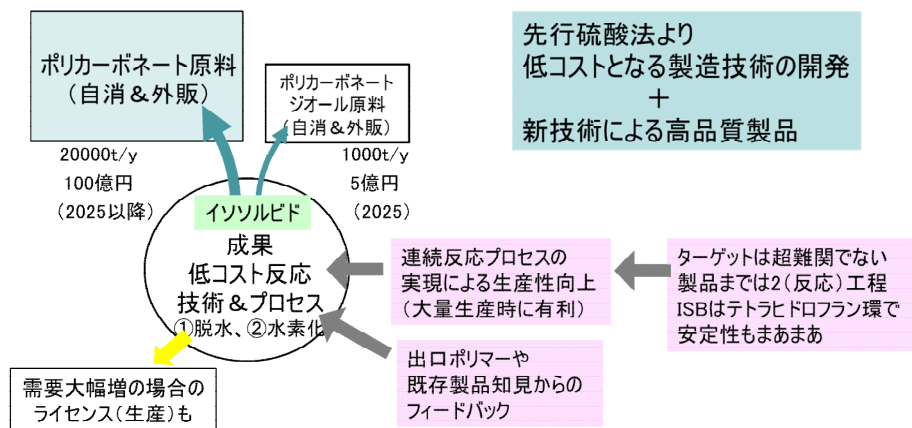 ポリカーボネート原料
(自消&外販)
ポリカーボネート
ジオール原料
(自消&外販)
先行硫酸法より
低コストとなる製造技術の開発
+
新技術による高品質製品
20000t/y
100億円
(2025以降)
1000t/y
5億円
(2025)
イソソルビド
成果
低コスト反応
技術&プロセス
①脱水、②水素化
連続反応プロセスの
実現による生産性向上
(大量生産時に有利)
ターゲットは超難関でない
製品までは2(反応)工程
ISBはテトラヒドロフラン環で
安定性もまあまあ
出口ポリマーや
既存製品知見からの
フィードバック
需要大幅増の場合の
ライセンス(生産)も